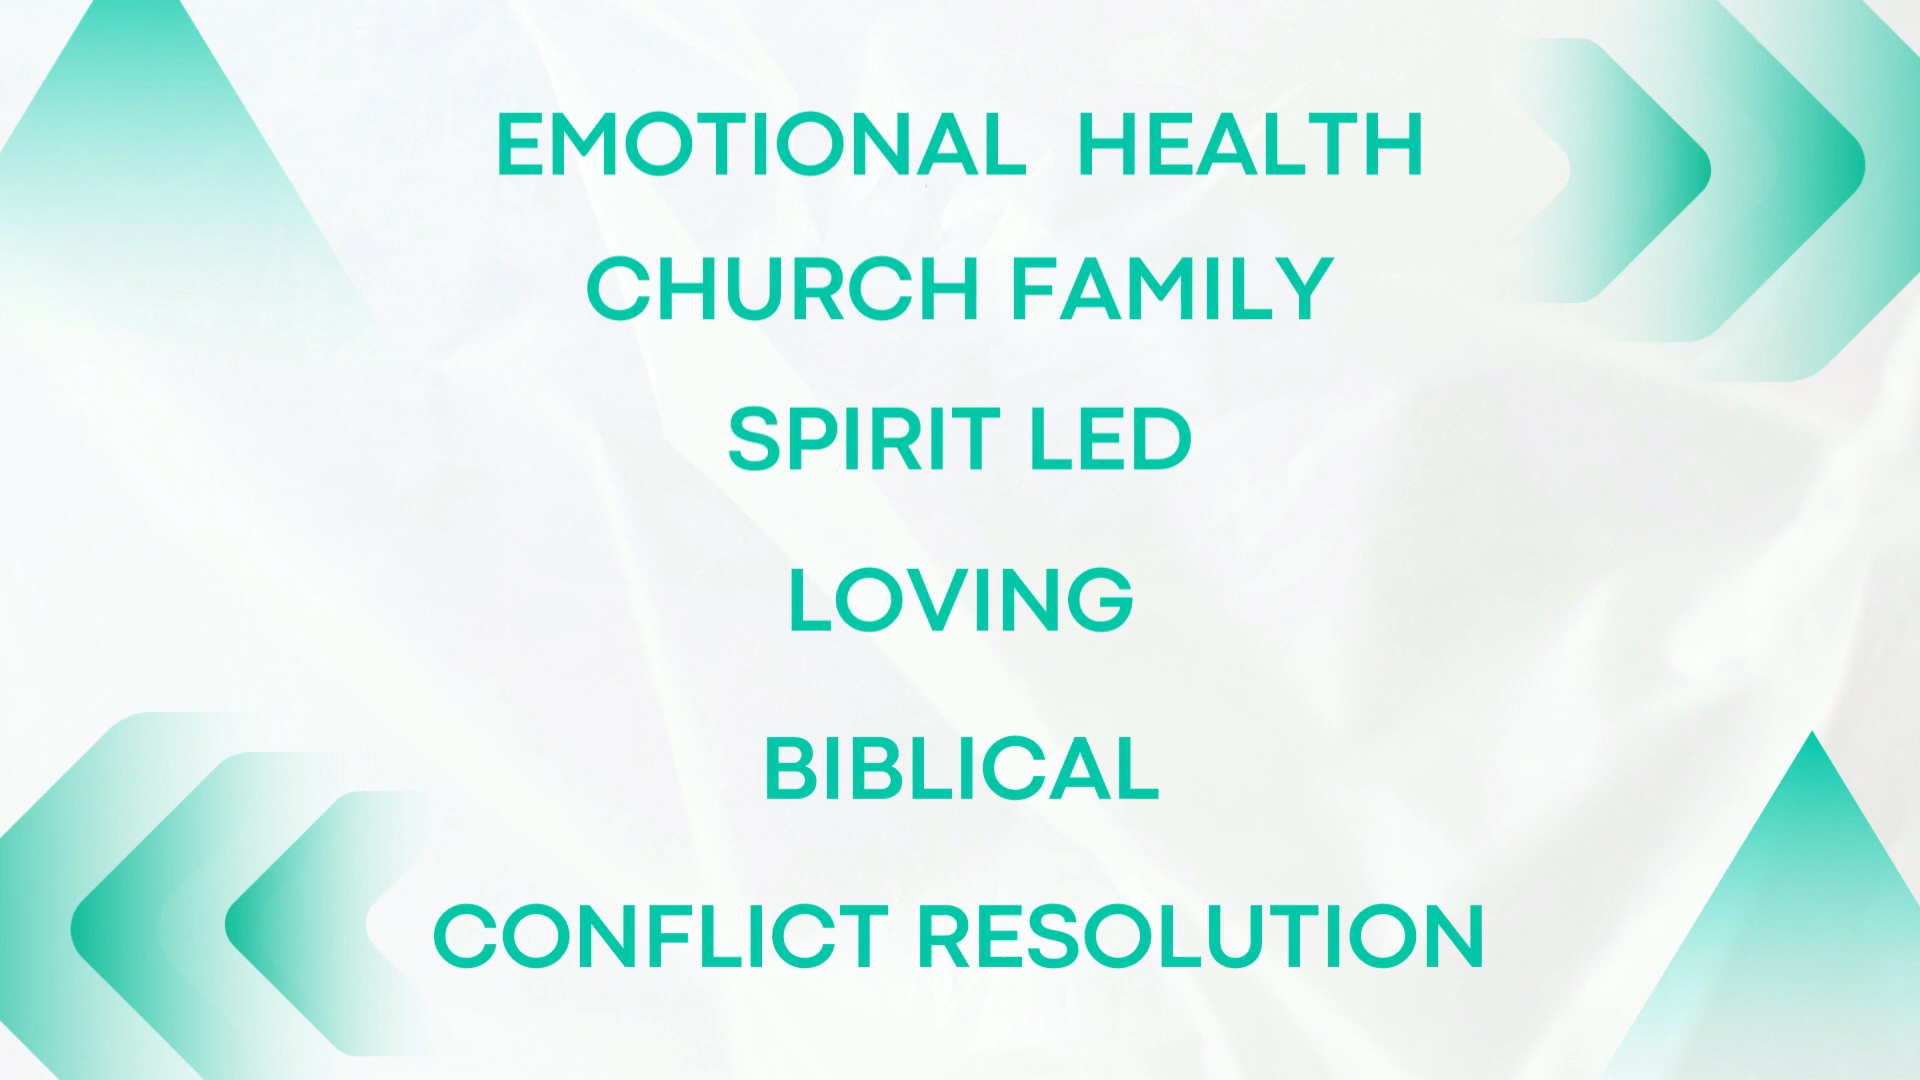 EMOTIONAL  HEALTH
CHURCH FAMILY
SPIRIT LED
LOVING
BIBLICAL
CONFLICT RESOLUTION